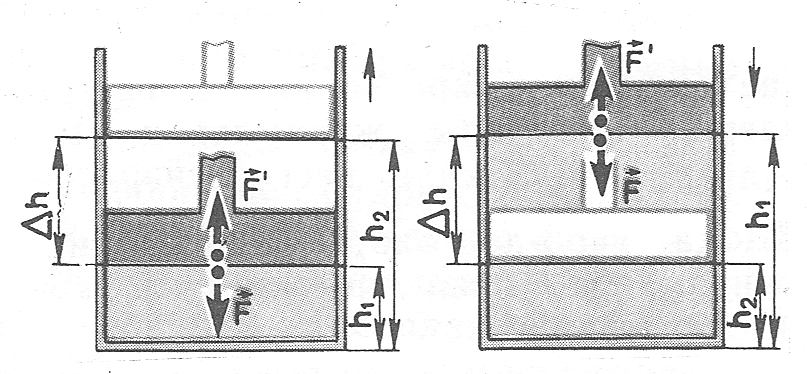 Δh
F⃗'
F⃗
h₂
h₁
Δh
F⃗'
F⃗
h₁
h₂